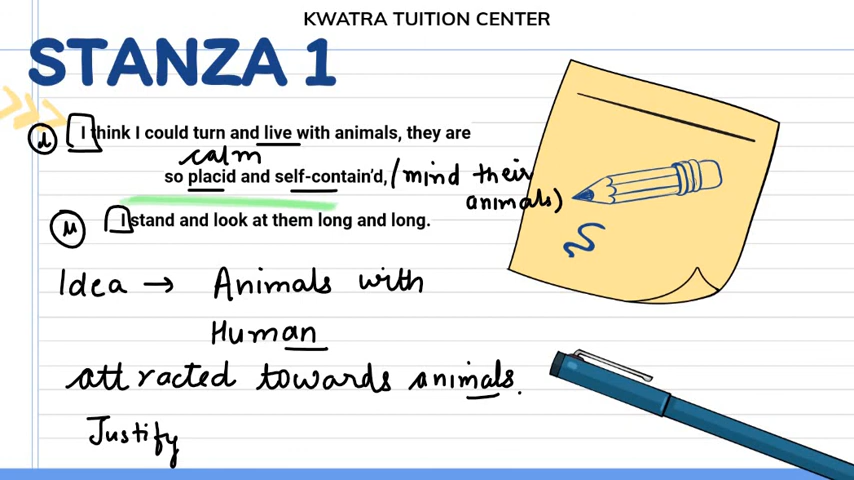 KWATRA TUITION CENTER
STANZA 1
I think I could turn and live with animals, they are
calm
so placid and self-contain'd, (mind their
animals)
I stand and look at them long and long.
Idea → Animals with
Human
attracted towards animals.
Justify